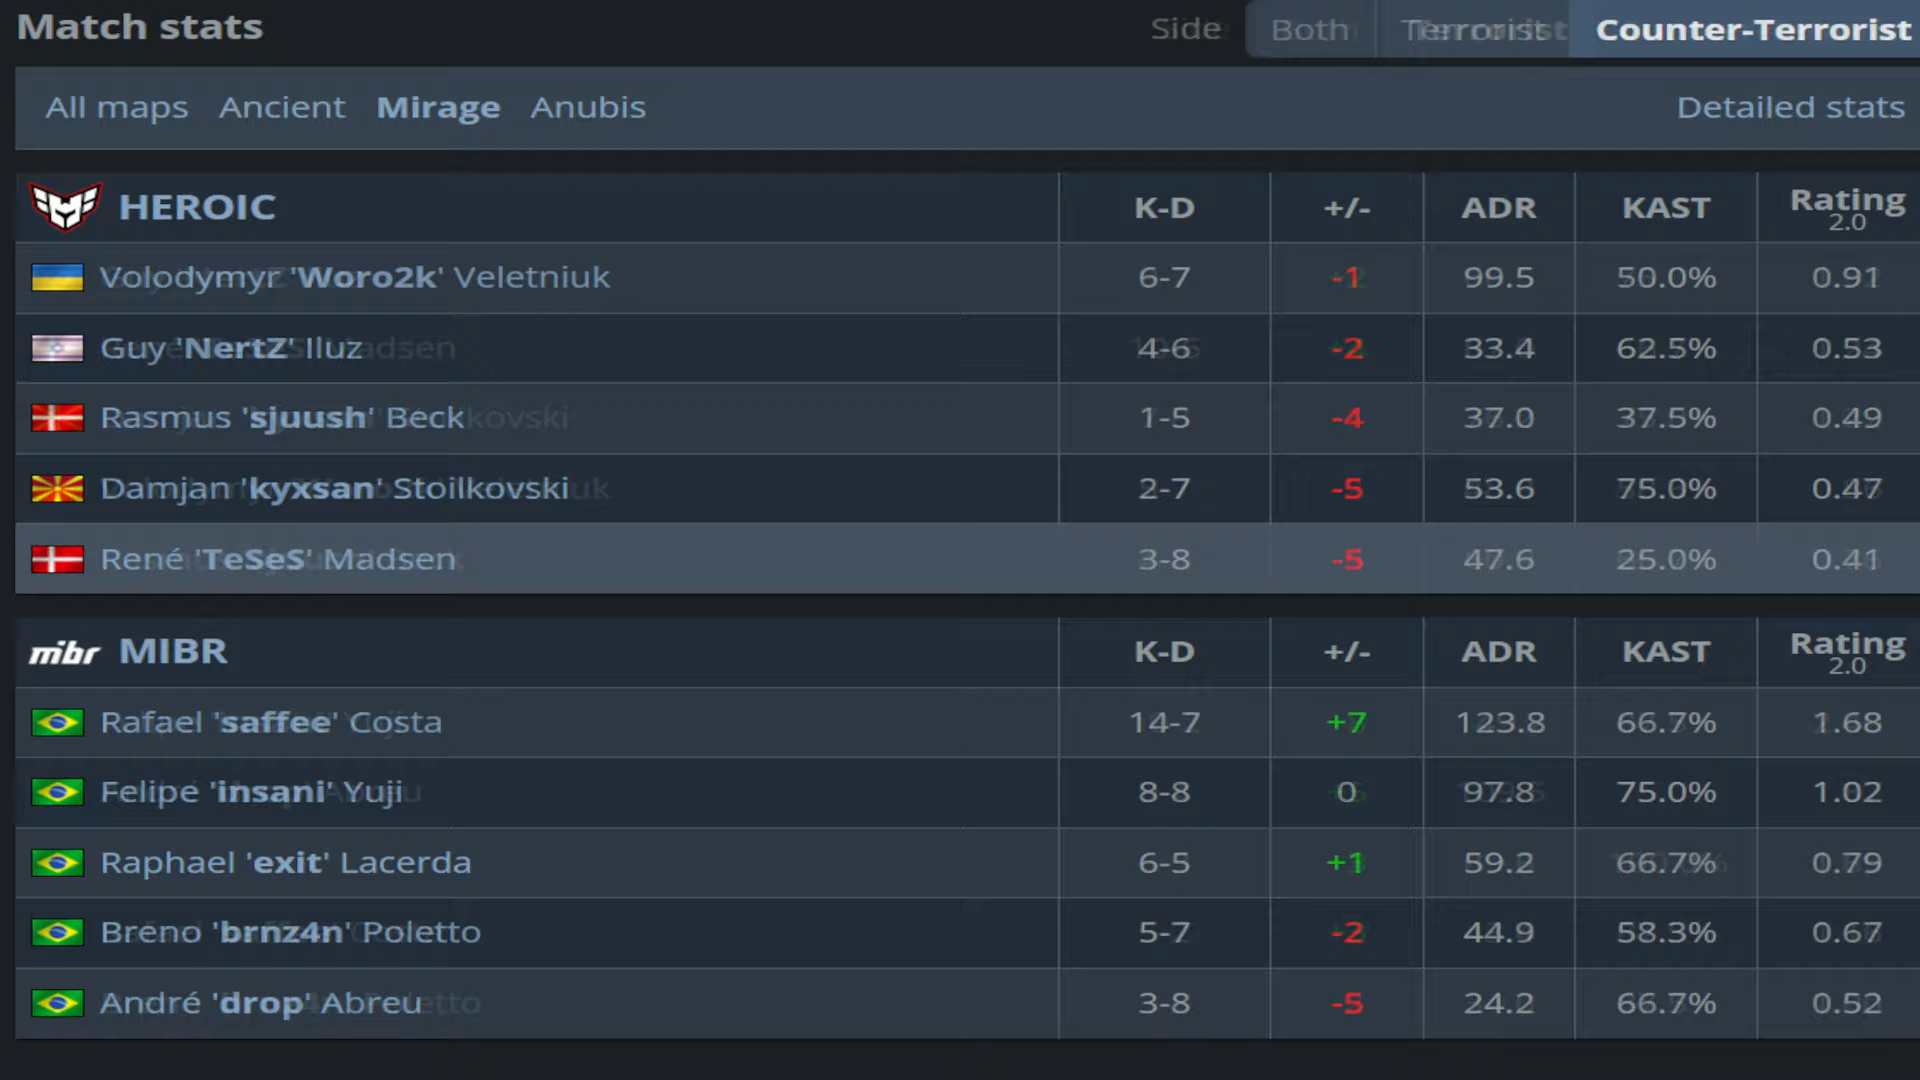 Match stats Side Both Terrorist Counter-Terrorist
All maps Ancient Mirage Anubis Detailed stats
HEROIC K-D +/- ADR KAST Rating 2.0
Volodymyr 'Woro2k' Veletniuk 6-7 -1 99.5 50.0% 0.91
Guy 'NertZ' Iluz 4-6 -2 33.4 62.5% 0.53
Rasmus 'sjuush' Beck 1-5 -4 37.0 37.5% 0.49
Damjan 'kyxsan' Stoilkovski 2-7 -5 53.6 75.0% 0.47
René 'TeSeS' Madsen 3-8 -5 47.6 25.0% 0.41
mibr MIBR K-D +/- ADR KAST Rating 2.0
Rafael 'saffee' Costa 14-7 +7 123.8 66.7% 1.68
Felipe 'insani' Yuji 8-8 0 97.8 75.0% 1.02
Raphael 'exit' Lacerda 6-5 +1 59.2 66.7% 0.79
Breno 'brnz4n' Poletto 5-7 -2 44.9 58.3% 0.67
André 'drop' Abreu 3-8 -5 24.2 66.7% 0.52